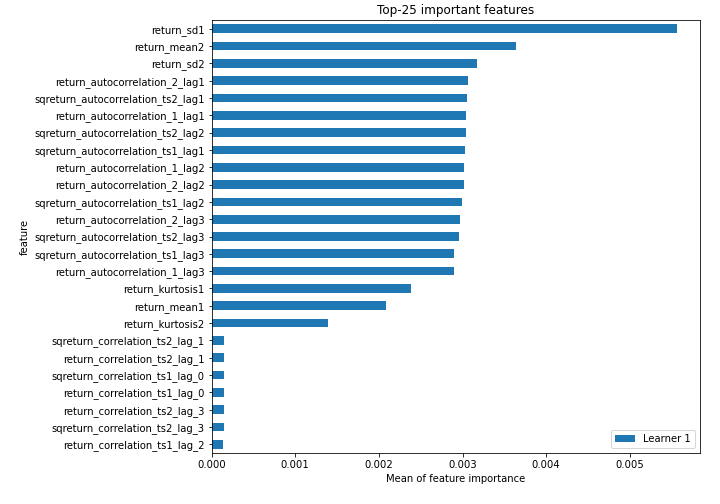 Top-25 important features
return_sd1
return_mean2
return_sd2
return_autocorrelation_2_lag1
sqreturn_autocorrelation_ts2_lag1
return_autocorrelation_1_lag1
sqreturn_autocorrelation_ts2_lag2
sqreturn_autocorrelation_ts1_lag1
return_autocorrelation_1_lag2
return_autocorrelation_2_lag2
sqreturn_autocorrelation_ts1_lag2
return_autocorrelation_2_lag3
sqreturn_autocorrelation_ts2_lag3
sqreturn_autocorrelation_ts1_lag3
return_autocorrelation_1_lag3
return_kurtosis1
return_mean1
return_kurtosis2
sqreturn_correlation_ts2_lag_1
return_correlation_ts2_lag_1
sqreturn_correlation_ts1_lag_0
return_correlation_ts1_lag_0
return_correlation_ts2_lag_3
sqreturn_correlation_ts2_lag_3
return_correlation_ts1_lag_2
feature
Learner 1
0.000 0.001 0.002 0.003 0.004 0.005
Mean of feature importance